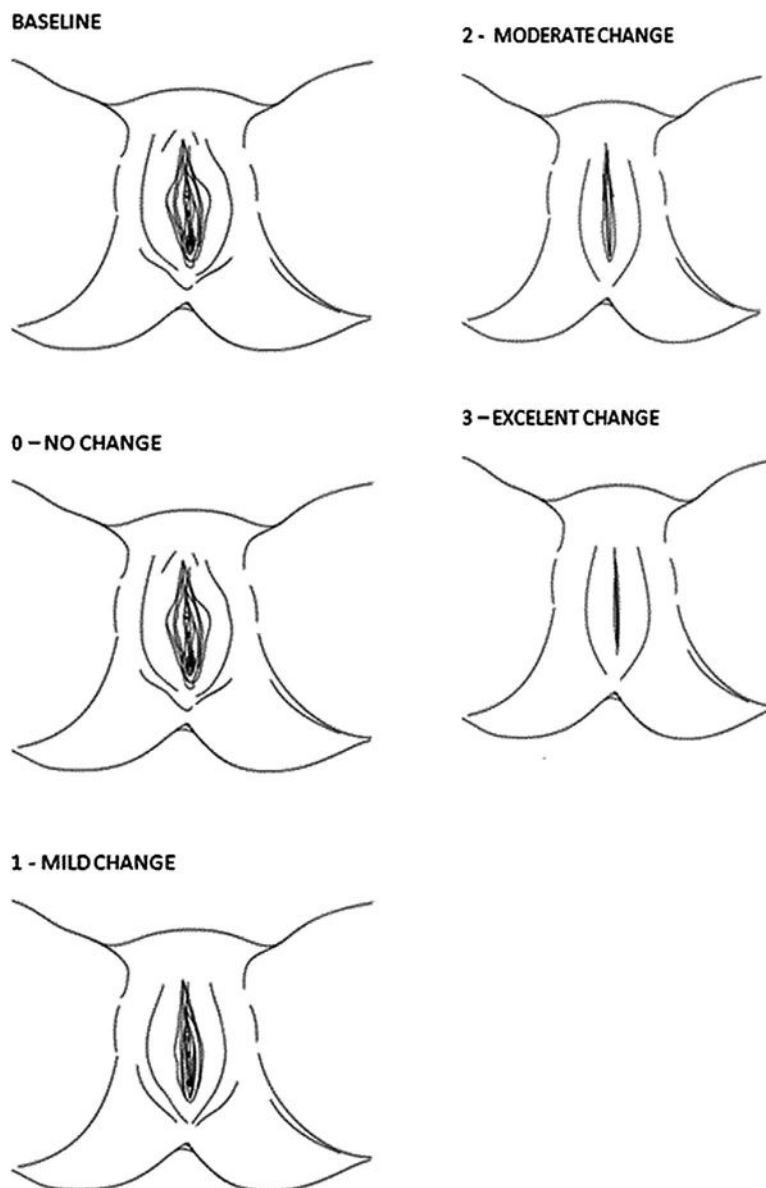 BASELINE
0 – NO CHANGE
1 - MILD CHANGE
2 - MODERATE CHANGE
3 – EXCELENT CHANGE